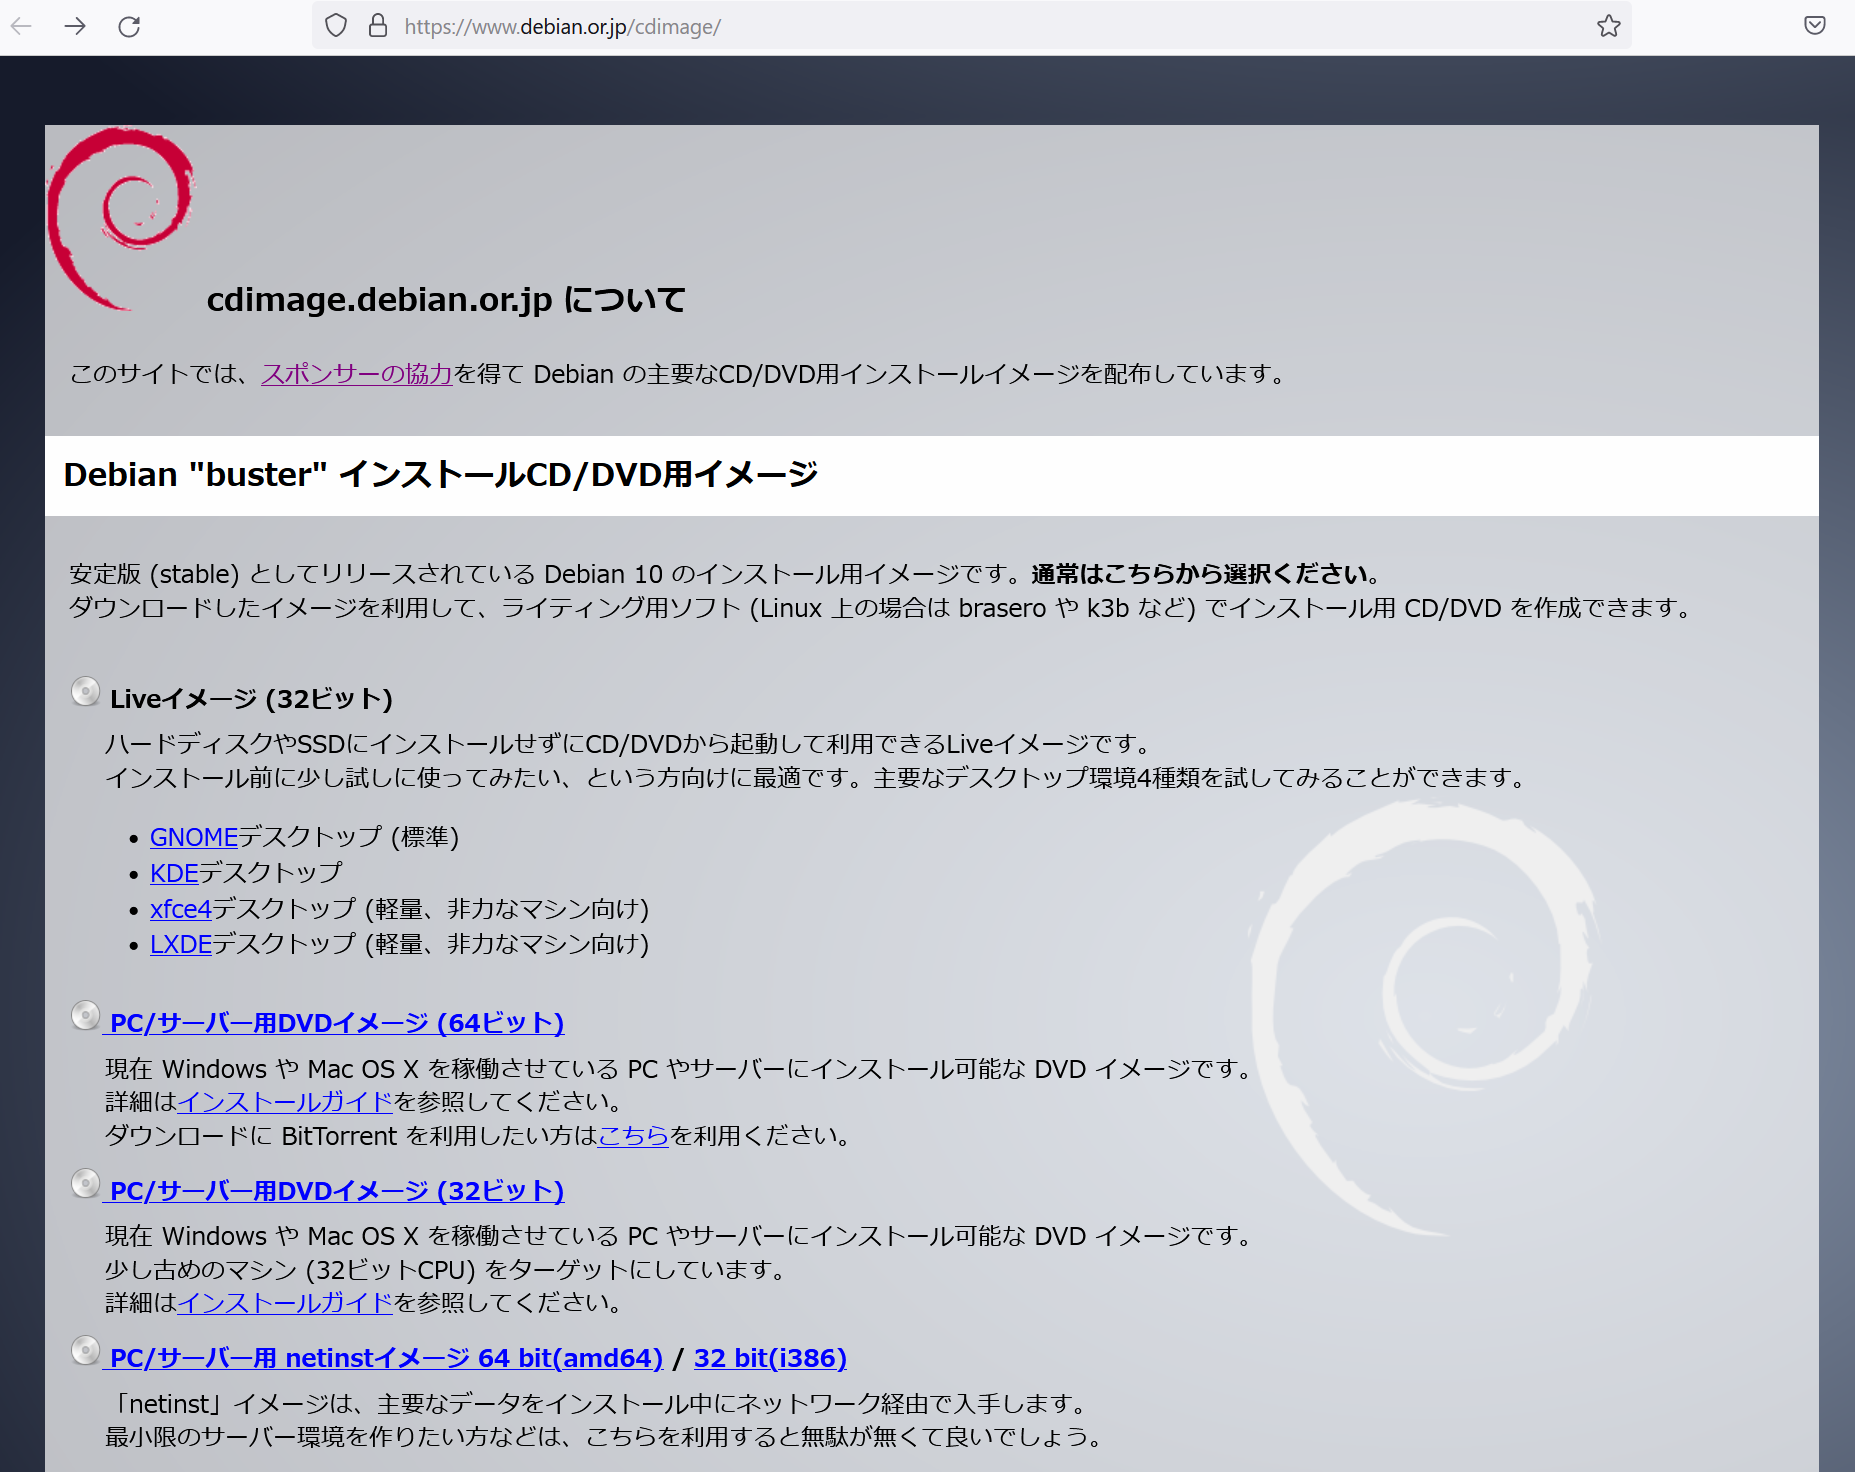 https://www.debian.or.jp/cdimage/
cdimage.debian.or.jp について
このサイトでは、スポンサーの協力を得て Debian の主要なCD/DVD用インストールイメージを配布しています。
Debian "buster" インストールCD/DVD用イメージ
安定版 (stable) としてリリースされている Debian 10 のインストール用イメージです。通常はこちらから選択ください。
ダウンロードしたイメージを利用して、ライティング用ソフト (Linux 上の場合は brasero や k3b など) でインストール用 CD/DVD を作成できます。
Liveイメージ (32ビット)
ハードディスクやSSDにインストールせずにCD/DVDから起動して利用できるLiveイメージです。
インストール前に少し試しに使ってみたい、という方向けに最適です。主要なデスクトップ環境4種類を試してみることができます。
• GNOMEデスクトップ (標準)
• KDEデスクトップ
• xfce4デスクトップ (軽量、非力なマシン向け)
• LXDEデスクトップ (軽量、非力なマシン向け)
PC/サーバー用DVDイメージ (64ビット)
現在 Windows や Mac OS X を稼働させている PC やサーバーにインストール可能な DVD イメージです。
詳細はインストールガイドを参照してください。
ダウンロードに BitTorrent を利用したい方はこちらを利用ください。
PC/サーバー用DVDイメージ (32ビット)
現在 Windows や Mac OS X を稼働させている PC やサーバーにインストール可能な DVD イメージです。
少し古めのマシン (32ビットCPU) をターゲットにしています。
詳細はインストールガイドを参照してください。
PC/サーバー用 netinstイメージ 64 bit(amd64) / 32 bit(i386)
「netinst」イメージは、主要なデータをインストール中にネットワーク経由で入手します。
最小限のサーバー環境を作りたい方などは、こちらを利用すると無駄が無くて良いでしょう。